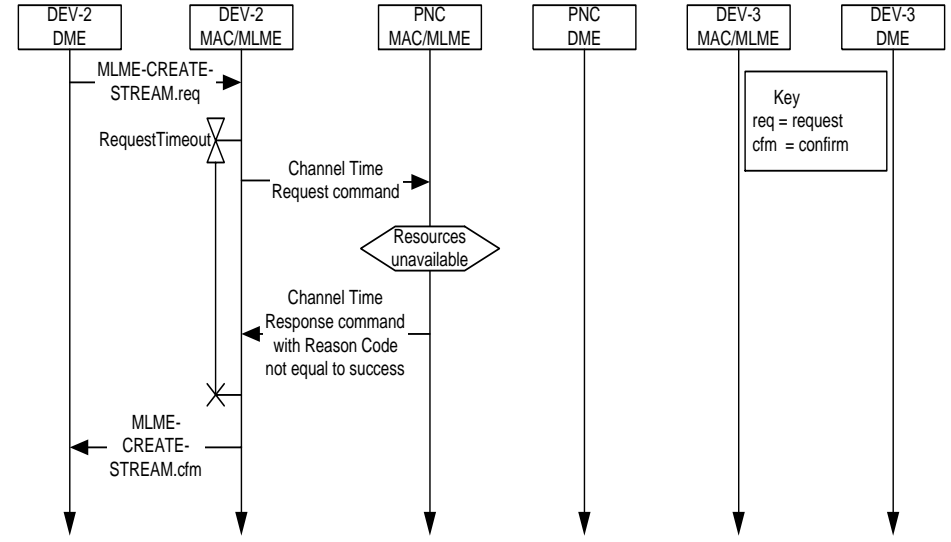 DEV-2
DME
DEV-2
MAC/MLME
PNC
MAC/MLME
PNC
DME
DEV-3
MAC/MLME
DEV-3
DME
MLME-CREATE-
STREAM.req
Key
req = request
cfm = confirm
RequestTimeout
Channel Time
Request command
Resources
unavailable
Channel Time
Response command
with Reason Code
not equal to success
MLME-
CREATE-
STREAM.cfm